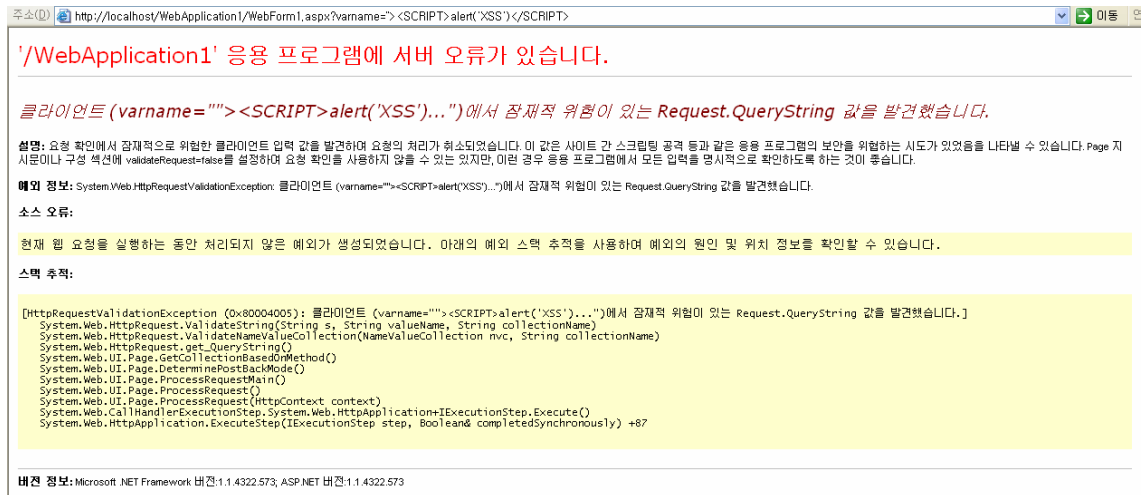 주소(D) http://localhost/WebApplication1/WebForm1.aspx?varname="><SCRIPT>alert('XSS')</SCRIPT> 이동
'/WebApplication1' 응용 프로그램에 서버 오류가 있습니다.
클라이언트 (varname=""><SCRIPT>alert('XSS')...")에서 잠재적 위험이 있는 Request.QueryString 값을 발견했습니다.
설명: 요청 확인에서 잠재적으로 위험한 클라이언트 입력 값을 발견하여 요청의 처리가 취소되었습니다. 이 값은 사이트 간 스크립팅 공격 등과 같은 응용 프로그램의 보안을 위협하는 시도가 있었음을 나타낼 수 있습니다. Page 지
시문이나 구성 섹션에 validateRequest=false를 설정하여 요청 확인을 사용하지 않을 수 있는 있지만, 이런 경우 응용 프로그램에서 모든 입력을 명시적으로 확인하도록 하는 것이 좋습니다.
예외 정보: System.Web.HttpRequestValidationException: 클라이언트 (varname=""><SCRIPT>alert('XSS')...")에서 잠재적 위험이 있는 Request.QueryString 값을 발견했습니다.
소스 오류:
현재 웹 요청을 실행하는 동안 처리되지 않은 예외가 생성되었습니다. 아래의 예외 스택 추적을 사용하여 예외의 원인 및 위치 정보를 확인할 수 있습니다.
스택 추적:
[HttpRequestValidationException (0x80004005): 클라이언트 (varname=""><SCRIPT>alert('XSS')...")에서 잠재적 위험이 있는 Request.QueryString 값을 발견했습니다.]
System.Web.HttpRequest.ValidateString(String s, String valueName, String collectionName)
System.Web.HttpRequest.ValidateNameValueCollection(NameValueCollection nvc, String collectionName)
System.Web.HttpRequest.get_QueryString()
System.Web.UI.Page.GetCollectionBasedOnMethod()
System.Web.UI.Page.DeterminePostBackMode()
System.Web.UI.Page.ProcessRequestMain()
System.Web.UI.Page.ProcessRequest()
System.Web.UI.Page.ProcessRequest(HttpContext context)
System.Web.CallHandlerExecutionStep.System.Web.HttpApplication+IExecutionStep.Execute()
System.Web.HttpApplication.ExecuteStep(IExecutionStep step, Boolean& completedSynchronously) +87
버전 정보: Microsoft .NET Framework 버전:1.1.4322.573; ASP.NET 버전:1.1.4322.573